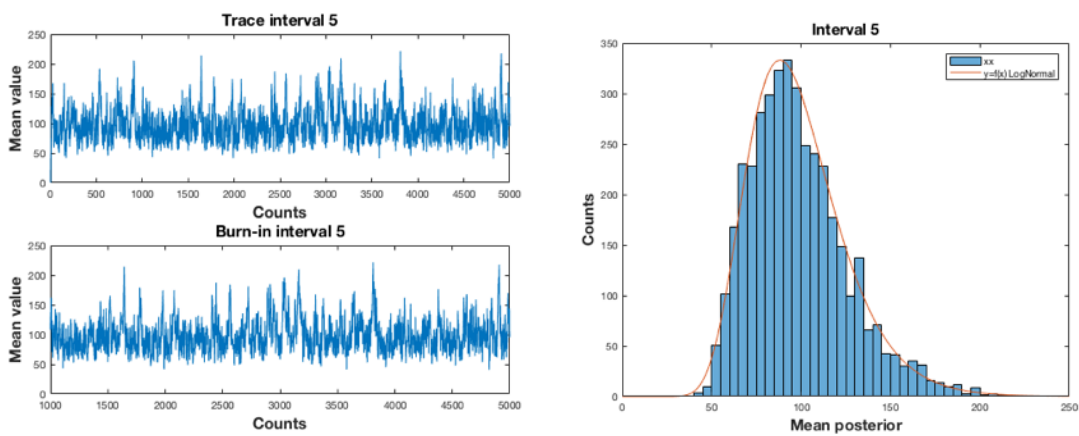 Trace interval 5
Mean value
250
200
150
100
50
0
0 500 1000 1500 2000 2500 3000 3500 4000 4500 5000
Counts
Burn-in interval 5
Mean value
250
200
150
100
50
0
1000 1500 2000 2500 3000 3500 4000 4500 5000
Counts
Interval 5
Counts
350
300
250
200
150
100
50
0
0 50 100 150 200 250
Mean posterior
xx
y=f(x) LogNormal